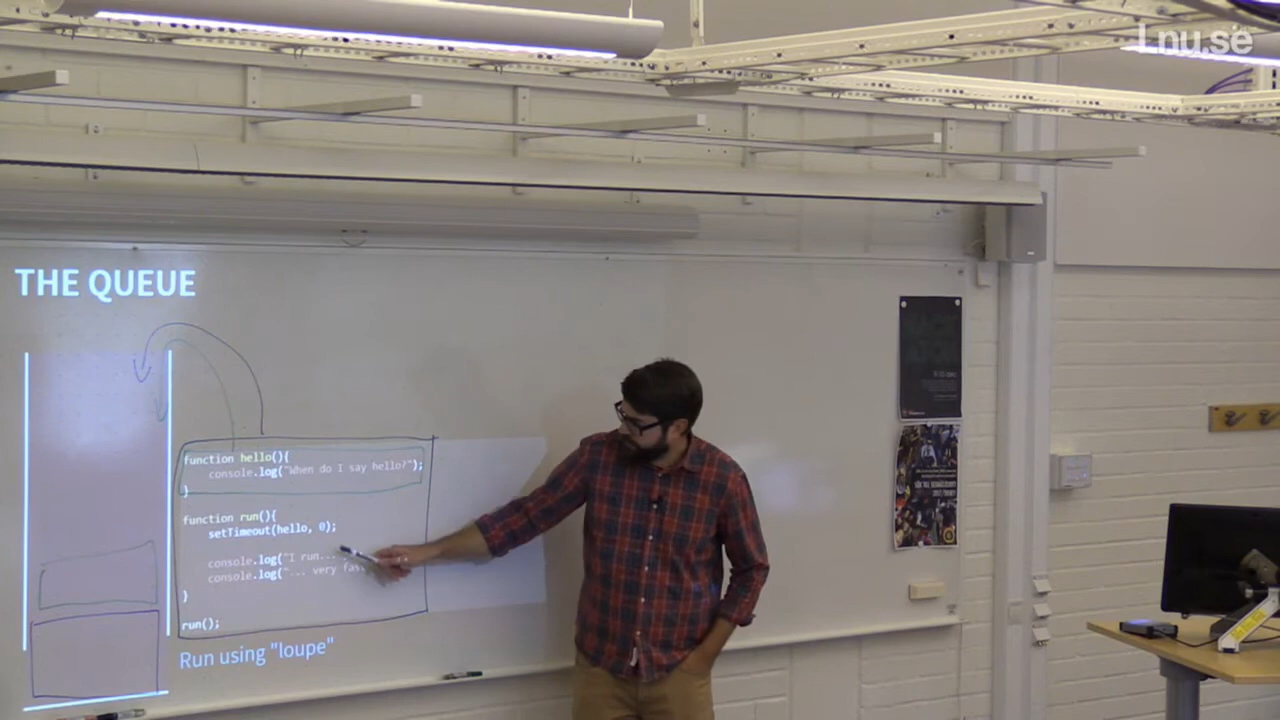 Lnu.se
THE QUEUE
function hello(){
console.log("When do I say hello?");
}
function run(){
setTimeout(hello, 0);
console.log("I run...
console.log("... very fas
}
run();
Run using "loupe"